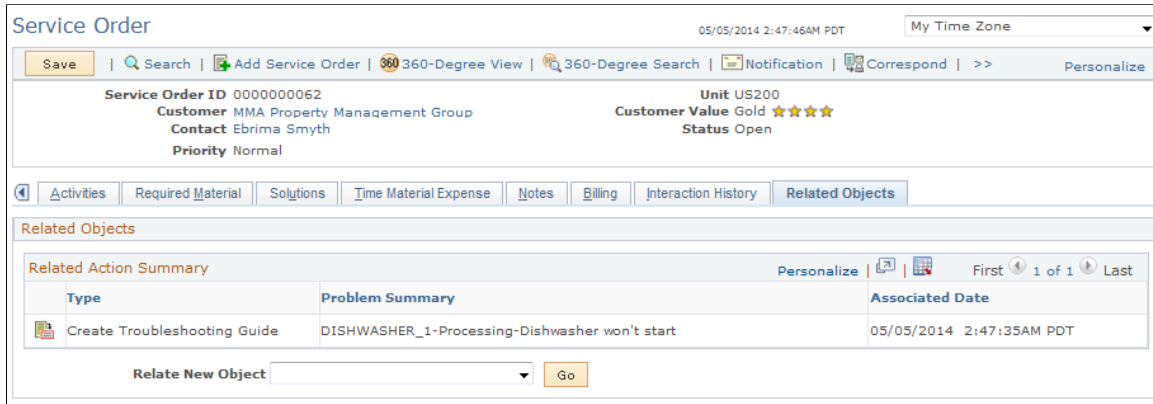 Service Order
05/05/2014 2:47:46AM PDT My Time Zone
Save | Search | Add Service Order | 360 360-Degree View | 360-Degree Search | Notification | Correspond | >> Personalize
Service Order ID 0000000062 Unit US200
Customer MMA Property Management Group Customer Value Gold
Contact Ebrima Smyth Status Open
Priority Normal
Activities Required Material Solutions Time Material Expense Notes Billing Interaction History Related Objects
Related Objects
Related Action Summary Personalize | | First 1 of 1 Last
Type Problem Summary Associated Date
Create Troubleshooting Guide DISHWASHER_1-Processing-Dishwasher won't start 05/05/2014 2:47:35AM PDT
Relate New Object Go